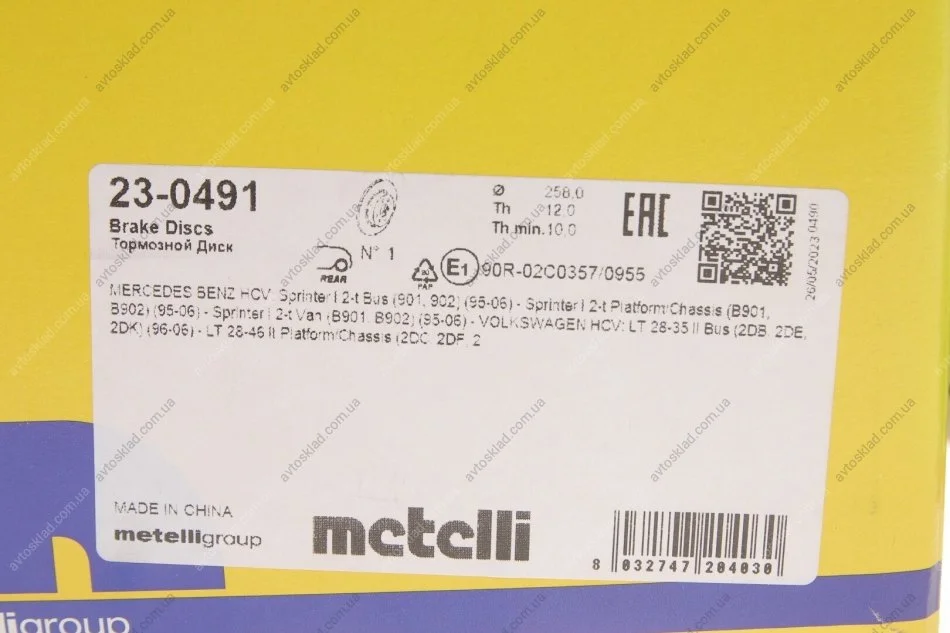 23-0491
Brake Discs
Тормозной Диск
N° 1
REAR
PAP
Ø 258.0
Th 12.0
Th.min. 10.0
EAC
E1 90R-02C0357/0955
26/05/2023 0490
MERCEDES BENZ HCV: Sprinter I 2-t Bus (901, 902) (95-06) - Sprinter I 2-t Platform/Chassis (B901,
B902) (95-06) - Sprinter I 2-t Van (B901, B902) (95-06) - VOLKSWAGEN HCV: LT 28-35 II Bus (2DB, 2DE,
2DK) (96-06) - LT 28-46 II Platform/Chassis (2DC, 2DF, 2
MADE IN CHINA
metelligroup
metelli
8 032747 204030
lligroup
avtosklad.com.ua